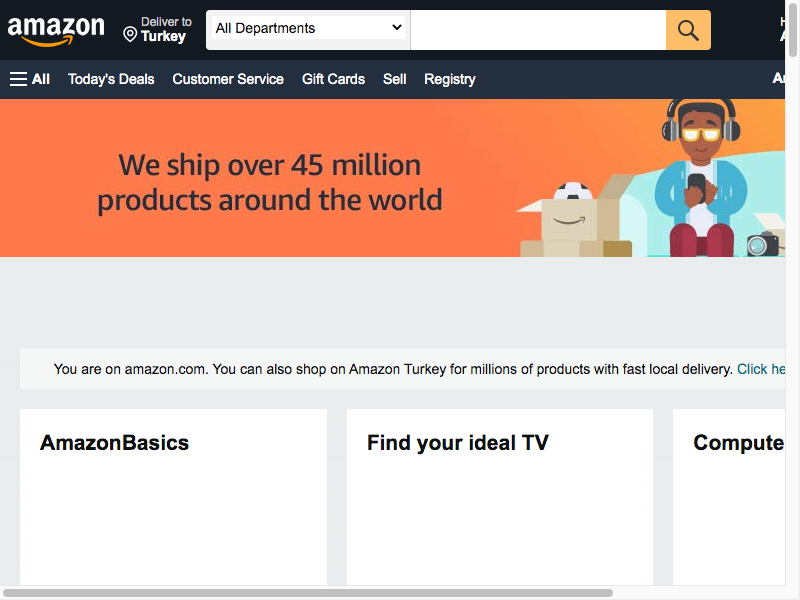 amazon
Deliver to
Turkey
All Departments
All
Today's Deals
Customer Service
Gift Cards
Sell
Registry
We ship over 45 million
products around the world
You are on amazon.com. You can also shop on Amazon Turkey for millions of products with fast local delivery. Click he
AmazonBasics
Find your ideal TV
Compute